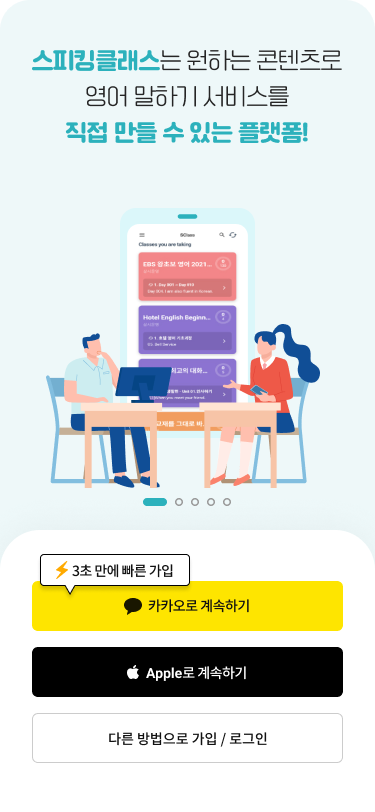 스피킹클래스는 원하는 콘텐츠로
영어 말하기 서비스를
직접 만들 수 있는 플랫폼!
SClass
Classes you are taking
EBS 왕초보 영어 2021...
Hotel English Beginn...
⚡3초 만에 빠른 가입
카카오로 계속하기
Apple로 계속하기
다른 방법으로 가입 / 로그인